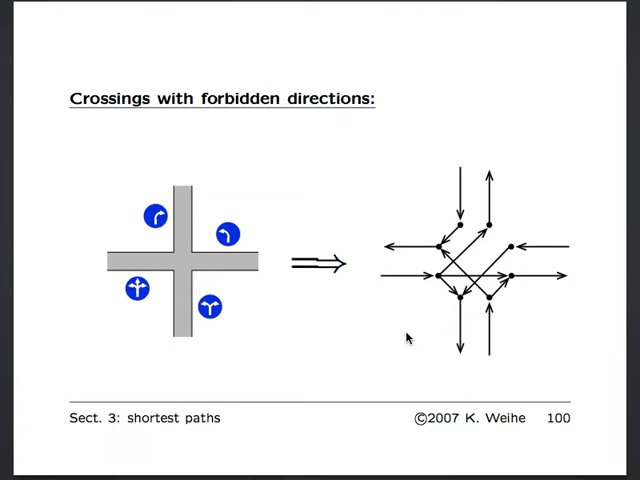 Crossings with forbidden directions:
Sect. 3: shortest paths
©2007 K. Weihe 100